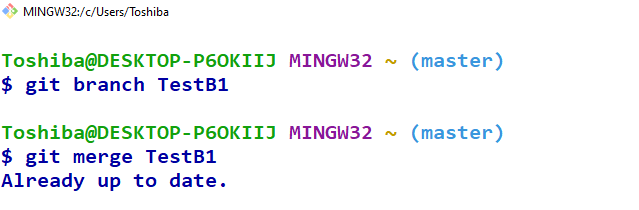 MINGW32:/c/Users/Toshiba
Toshiba@DESKTOP-P6OKIIJ MINGW32 ~ (master)
$ git branch TestB1
Toshiba@DESKTOP-P6OKIIJ MINGW32 ~ (master)
$ git merge TestB1
Already up to date.